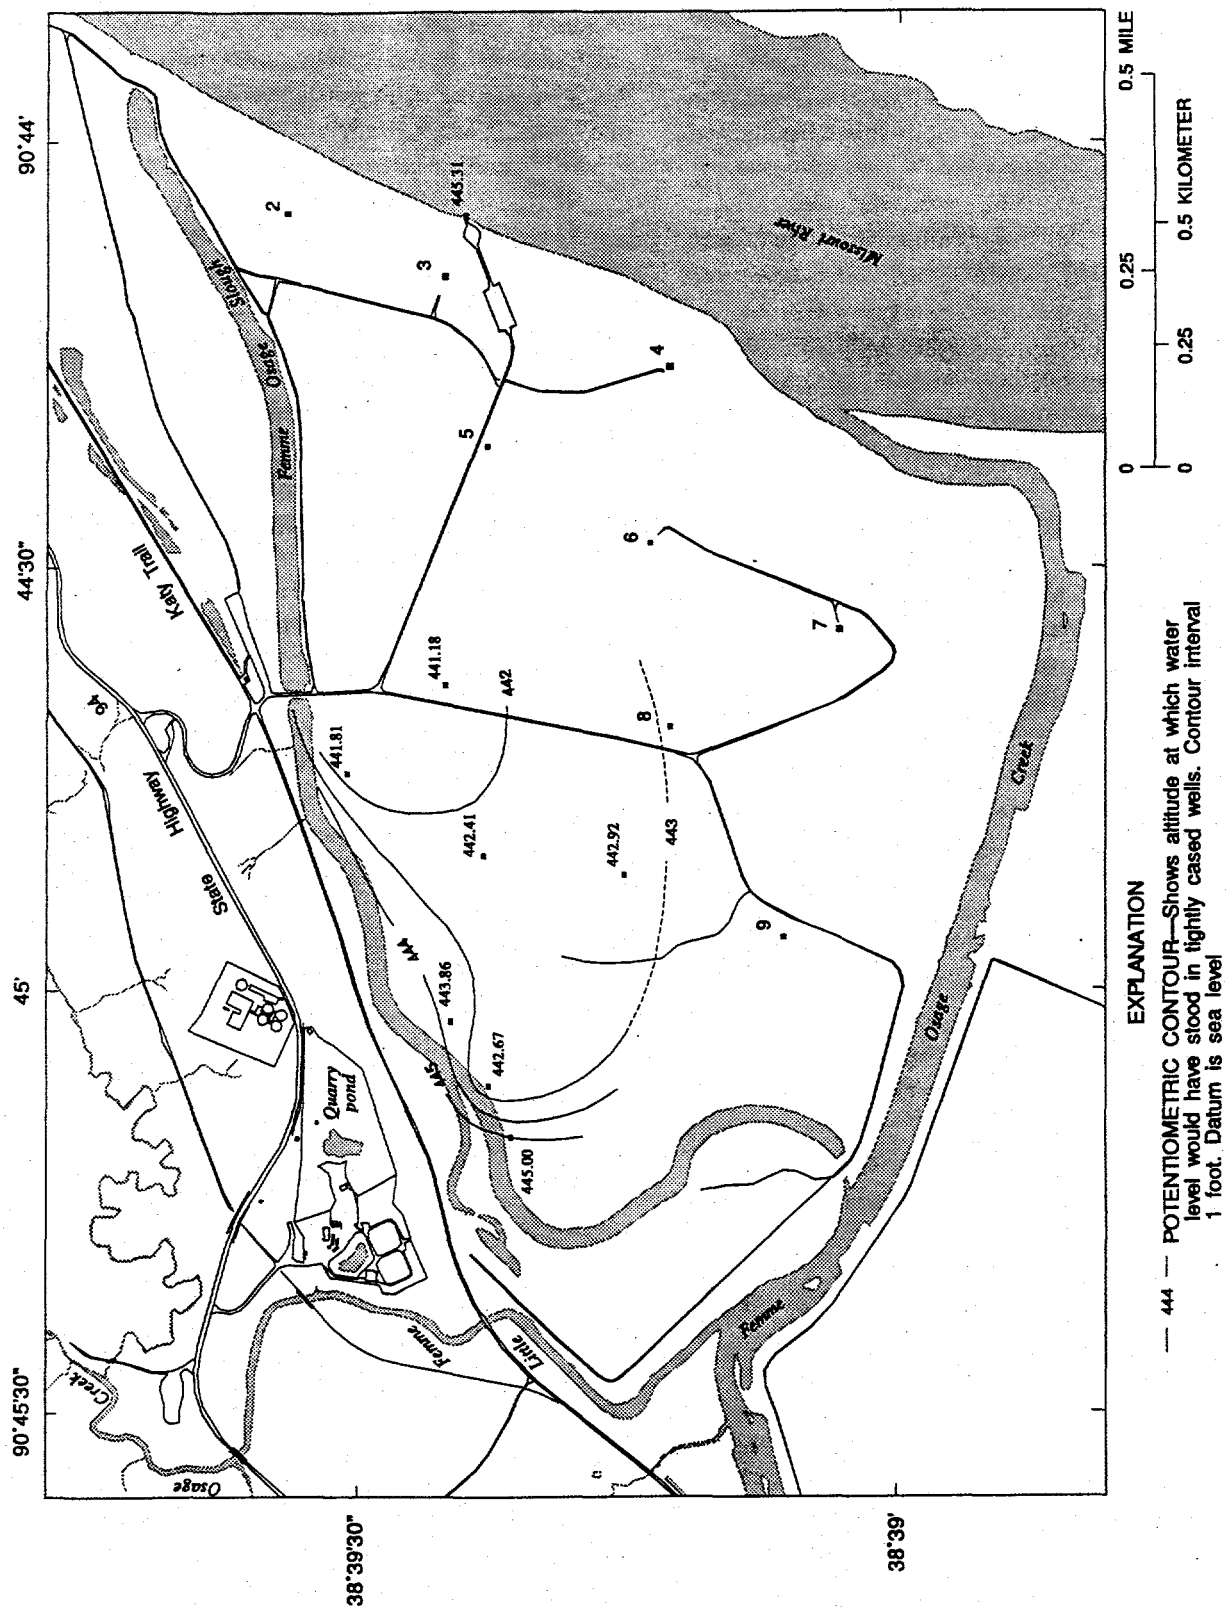 90°45'30"
45'
44'30"
90°44'
38°39'30"
38°39'
Creek
Osage
State
Highway
94
Katy Trail
Slough
Osage
Femme
Quarry
pond
Femme
Little
Femme
Osage
Creek
Missouri River
2
3
4
5
6
7
8
9
445.31
441.18
441.81
442.41
442.92
443.86
442.67
445.00
442
443
444
445
0 0.25 0.5 MILE
0 0.25 0.5 KILOMETER
EXPLANATION
— 444 — POTENTIOMETRIC CONTOUR—Shows altitude at which water
level would have stood in tightly cased wells. Contour interval
1 foot. Datum is sea level